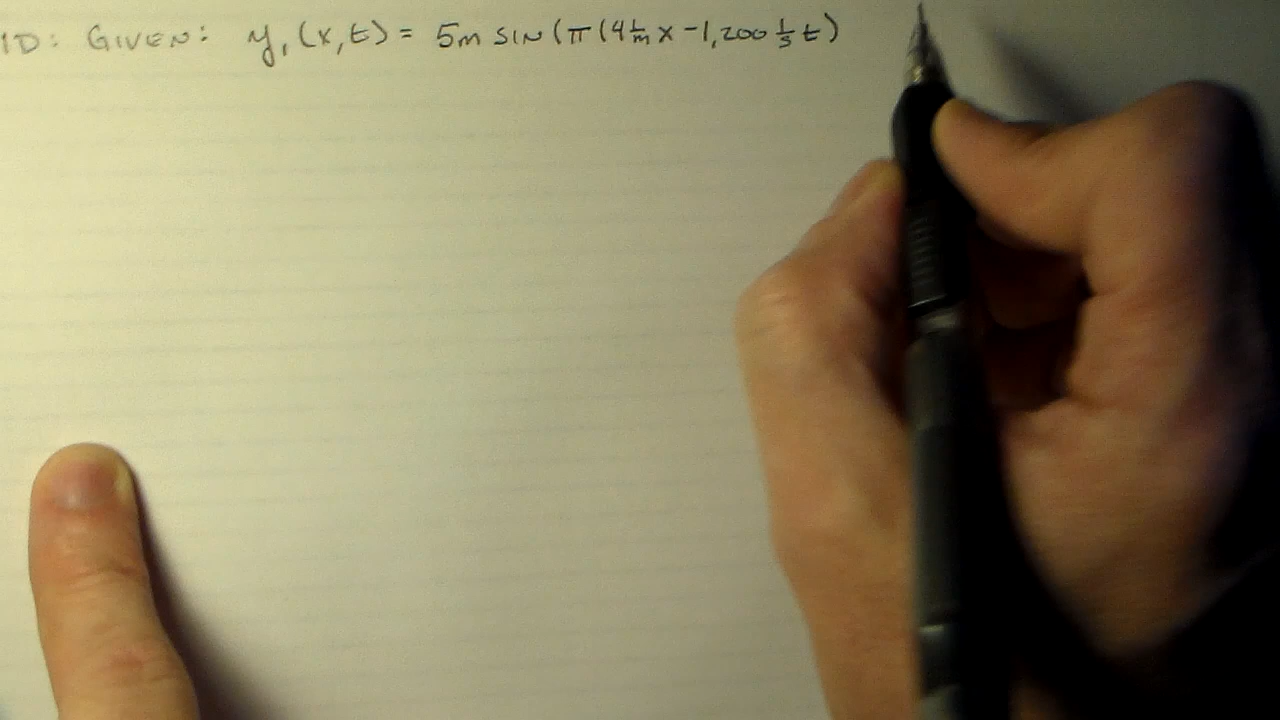 1D: GIVEN: y₁(x,t) = 5m SIN(π(4 1/m x - 1,200 1/s t)